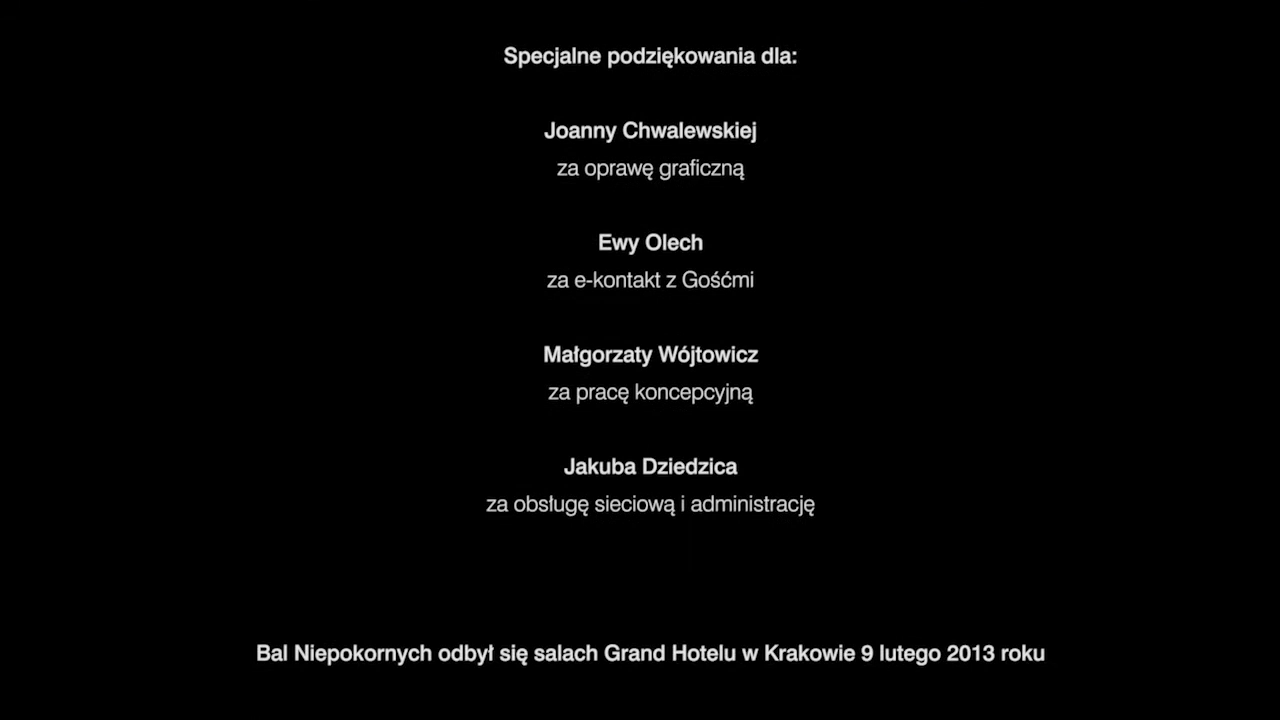 Specjalne podziękowania dla:
Joanny Chwalewskiej
za oprawę graficzną
Ewy Olech
za e-kontakt z Gośćmi
Małgorzaty Wójtowicz
za pracę koncepcyjną
Jakuba Dziedzica
za obsługę sieciową i administrację
Bal Niepokornych odbył się salach Grand Hotelu w Krakowie 9 lutego 2013 roku